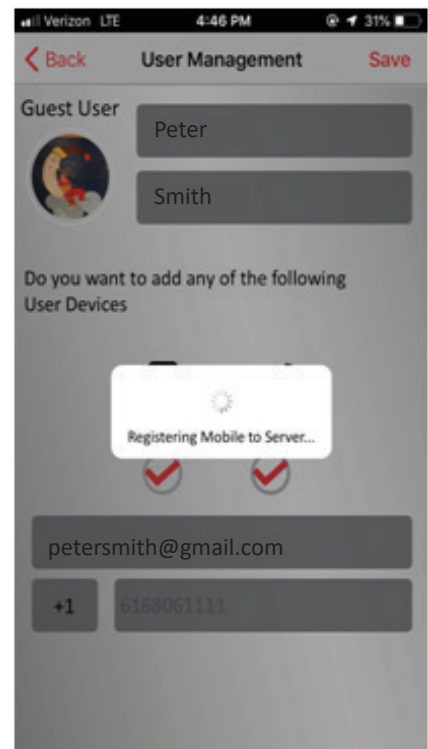 Verizon LTE 4:46 PM 31%
Back User Management Save
Guest User
Peter
Smith
Do you want to add any of the following
User Devices
Registering Mobile to Server...
petersmith@gmail.com
+1 6168061111